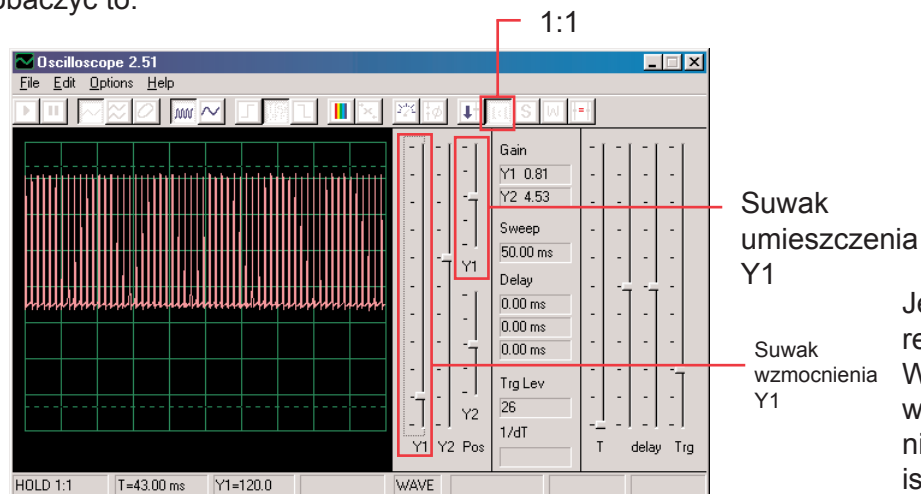 obaczyć to.
1:1
Oscilloscope 2.51
File Edit Options Help
1:1 S W
Gain
Y1 0.81
Y2 4.53
Sweep
50.00 ms
Delay
0.00 ms
0.00 ms
0.00 ms
Trg Lev
26
1/dT
Y1
Y2
Y1 Y2 Pos
T delay Trg
HOLD 1:1 T=43.00 ms Y1=120.0 WAVE
Suwak
umieszczenia
Y1
Suwak
wzmocnienia
Y1
Je
re
W
w
ni
is